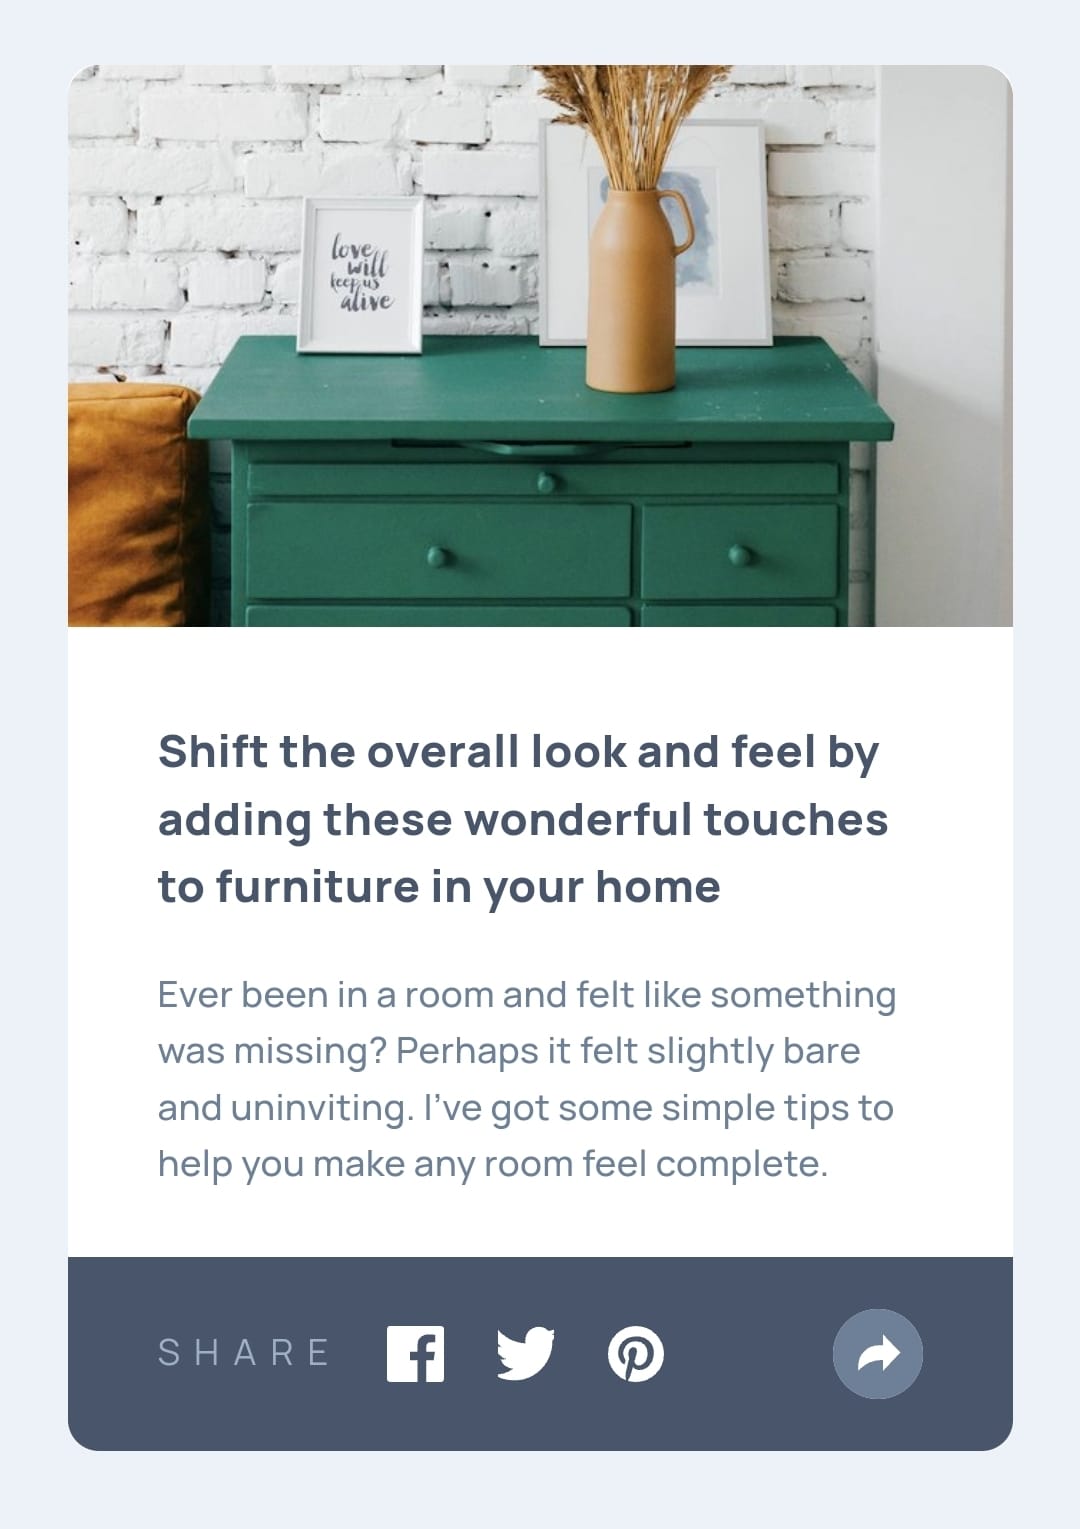 love
will
keep us
alive
Shift the overall look and feel by
adding these wonderful touches
to furniture in your home
Ever been in a room and felt like something
was missing? Perhaps it felt slightly bare
and uninviting. I’ve got some simple tips to
help you make any room feel complete.
SHARE